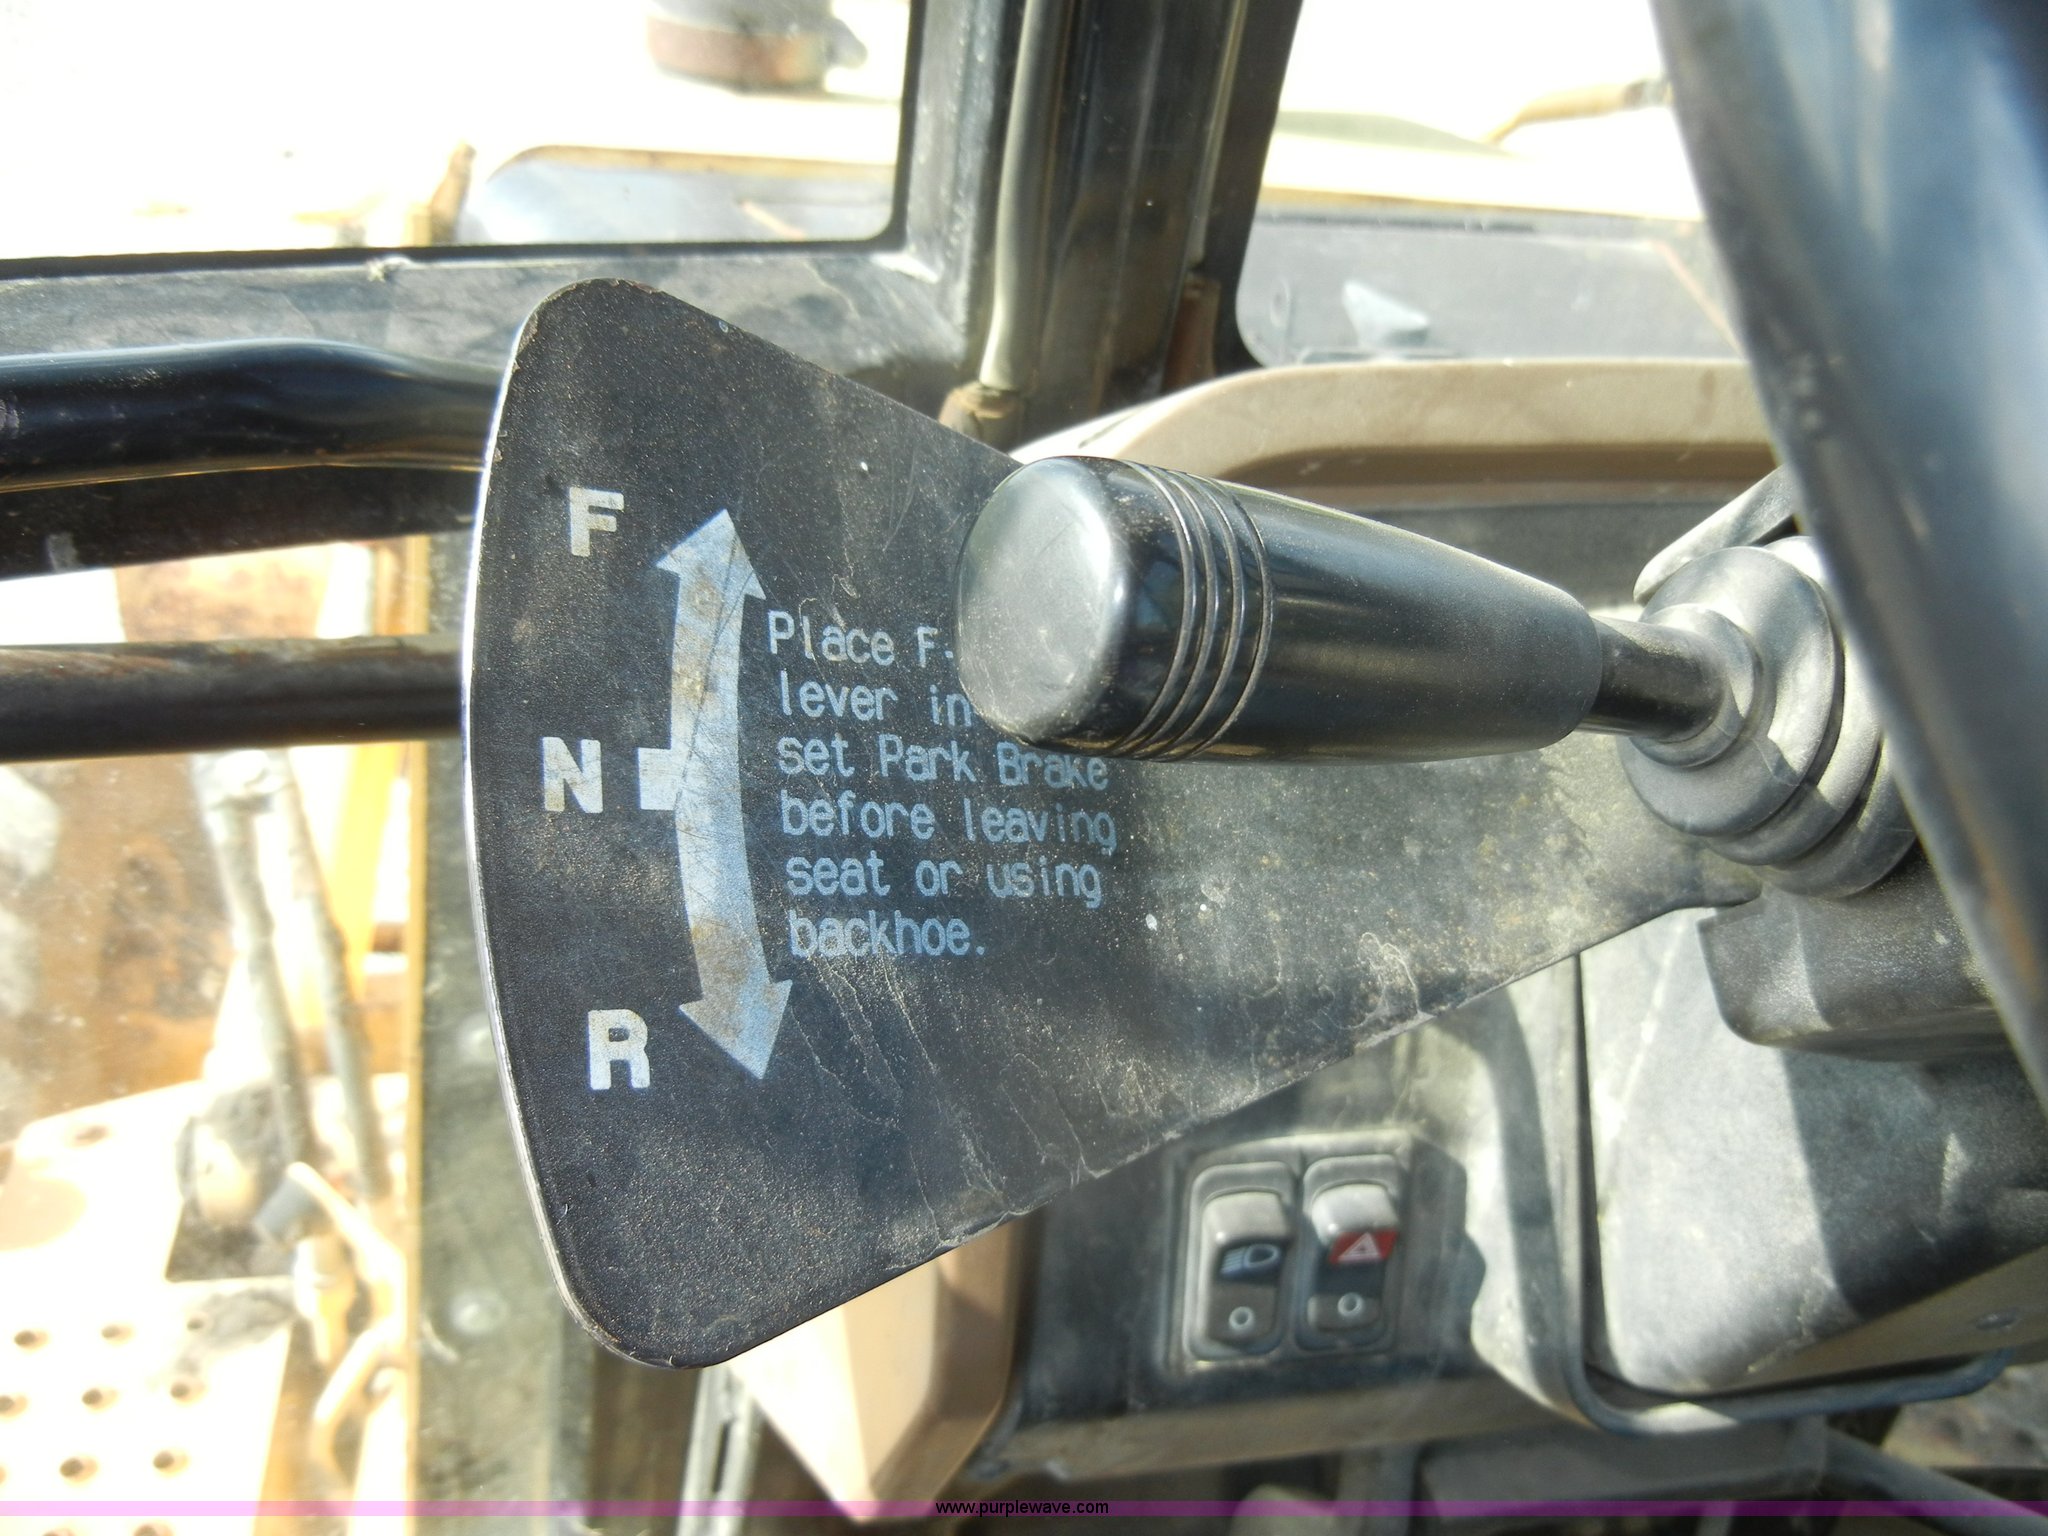 F
N
R
Place F-
lever in
set Park Brake
before leaving
seat or using
backhoe.
www.purplewave.com